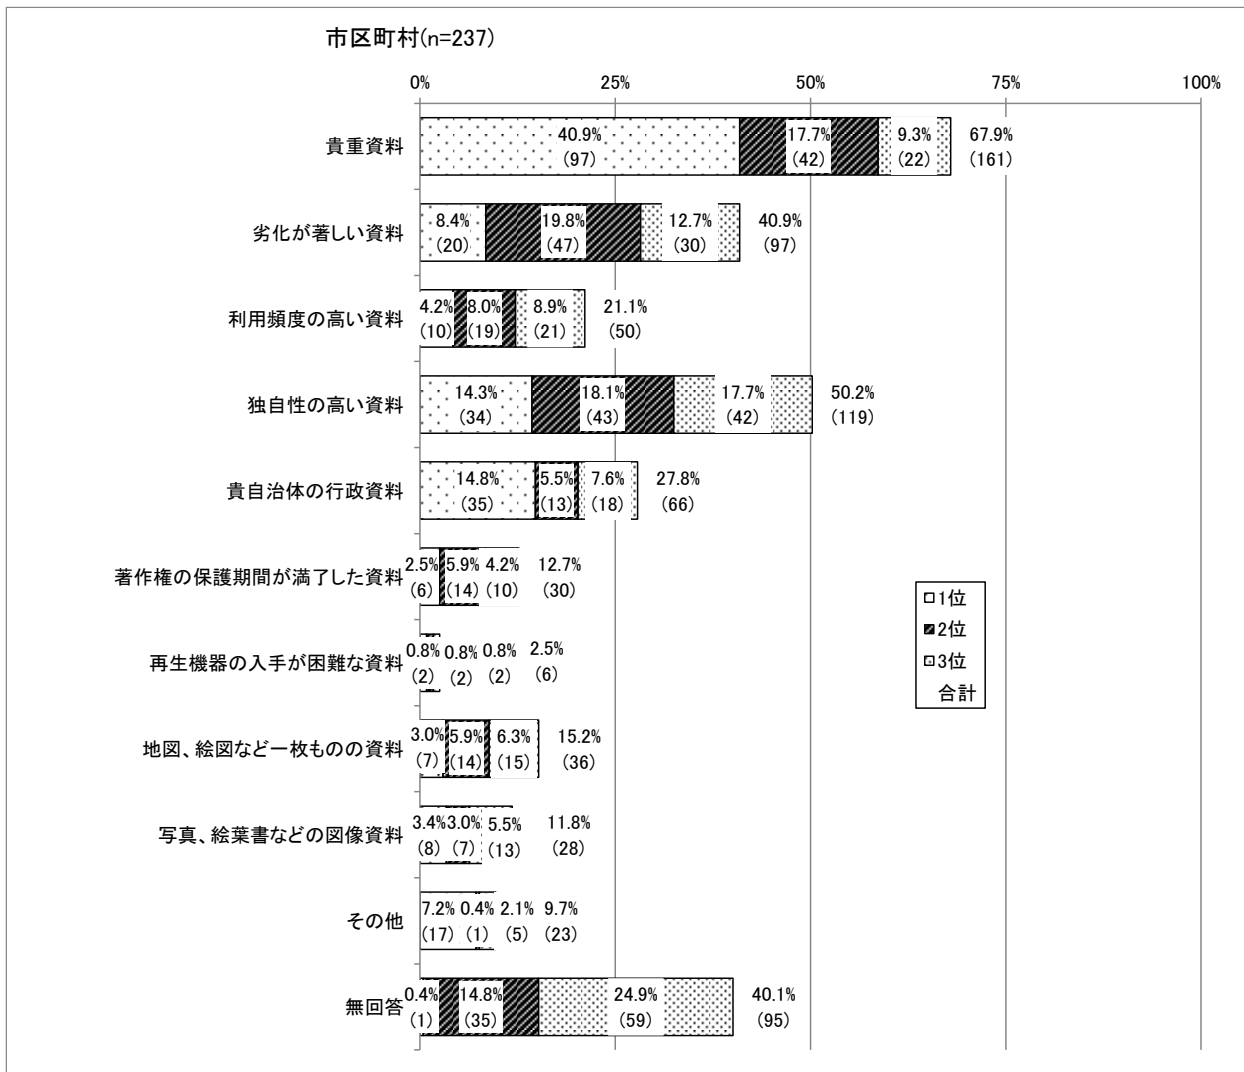 市区町村(n=237)
0% 25% 50% 75% 100%
貴重資料 40.9% 17.7% 9.3% 67.9%
(97) (42) (22) (161)
劣化が著しい資料 8.4% 19.8% 12.7% 40.9%
(20) (47) (30) (97)
利用頻度の高い資料 4.2% 8.0% 8.9% 21.1%
(10) (19) (21) (50)
独自性の高い資料 14.3% 18.1% 17.7% 50.2%
(34) (43) (42) (119)
貴自治体の行政資料 14.8% 5.5% 7.6% 27.8%
(35) (13) (18) (66)
著作権の保護期間が満了した資料 2.5% 5.9% 4.2% 12.7%
(6) (14) (10) (30)
再生機器の入手が困難な資料 0.8% 0.8% 0.8% 2.5%
(2) (2) (2) (6)
地図、絵図など一枚ものの資料 3.0% 5.9% 6.3% 15.2%
(7) (14) (15) (36)
写真、絵葉書などの図像資料 3.4% 3.0% 5.5% 11.8%
(8) (7) (13) (28)
その他 7.2% 0.4% 2.1% 9.7%
(17) (1) (5) (23)
無回答 0.4% 14.8% 24.9% 40.1%
(1) (35) (59) (95)
1位
2位
3位
合計